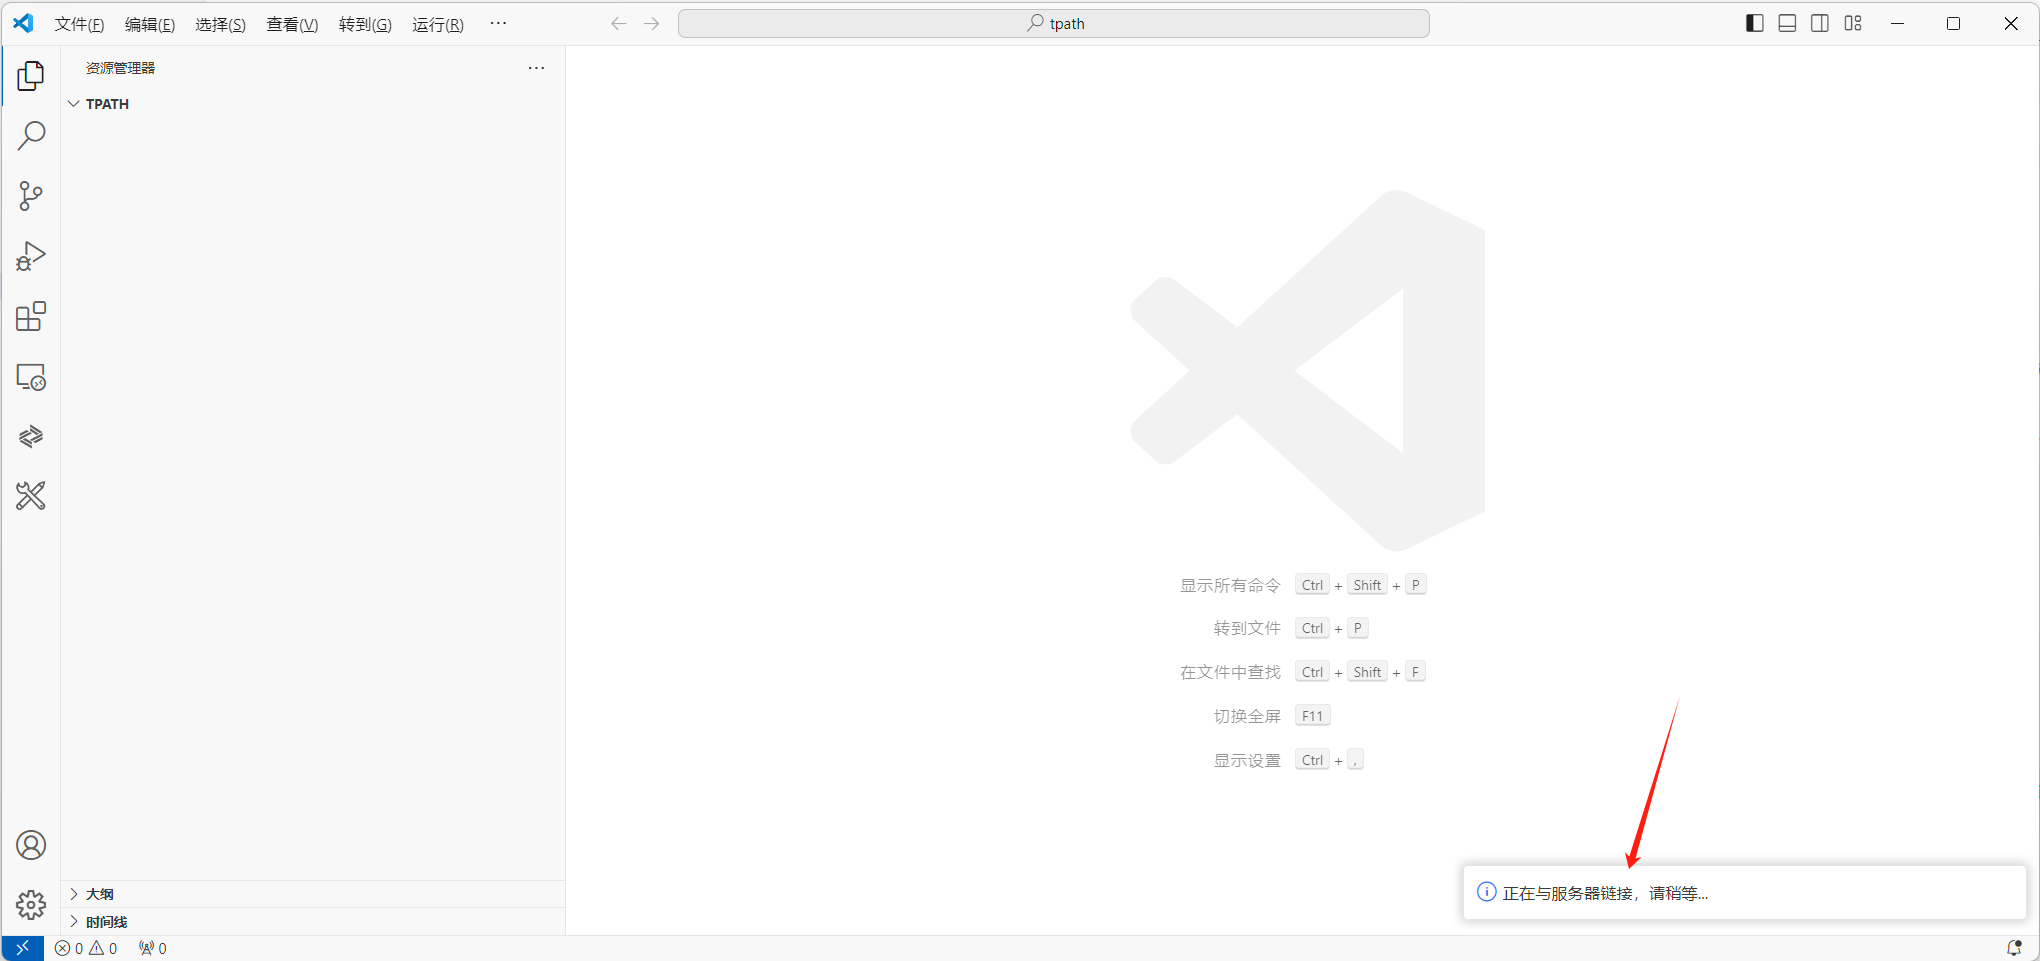 文件(F) 编辑(E) 选择(S) 查看(V) 转到(G) 运行(R) ··· tpath
资源管理器 ···
TPATH
显示所有命令 Ctrl + Shift + P
转到文件 Ctrl + P
在文件中查找 Ctrl + Shift + F
切换全屏 F11
显示设置 Ctrl + ,
大纲
正在与服务器链接，请稍等...
时间线
0 0 0